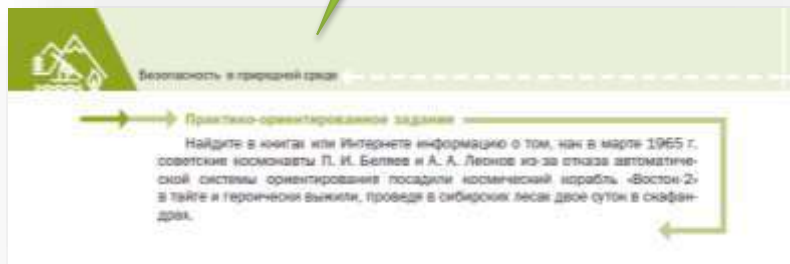 Безопасность в природной среде
Практико-ориентированное задание
Найдите в книгах или Интернете информацию о том, как в марте 1965 г.
советские космонавты П. И. Беляев и А. А. Леонов из-за отказа автоматиче-
ской системы ориентирования посадили космический корабль «Восток-2»
в тайге и героически выжили, проведя в сибирских лесах двое суток в скафан-
драх.